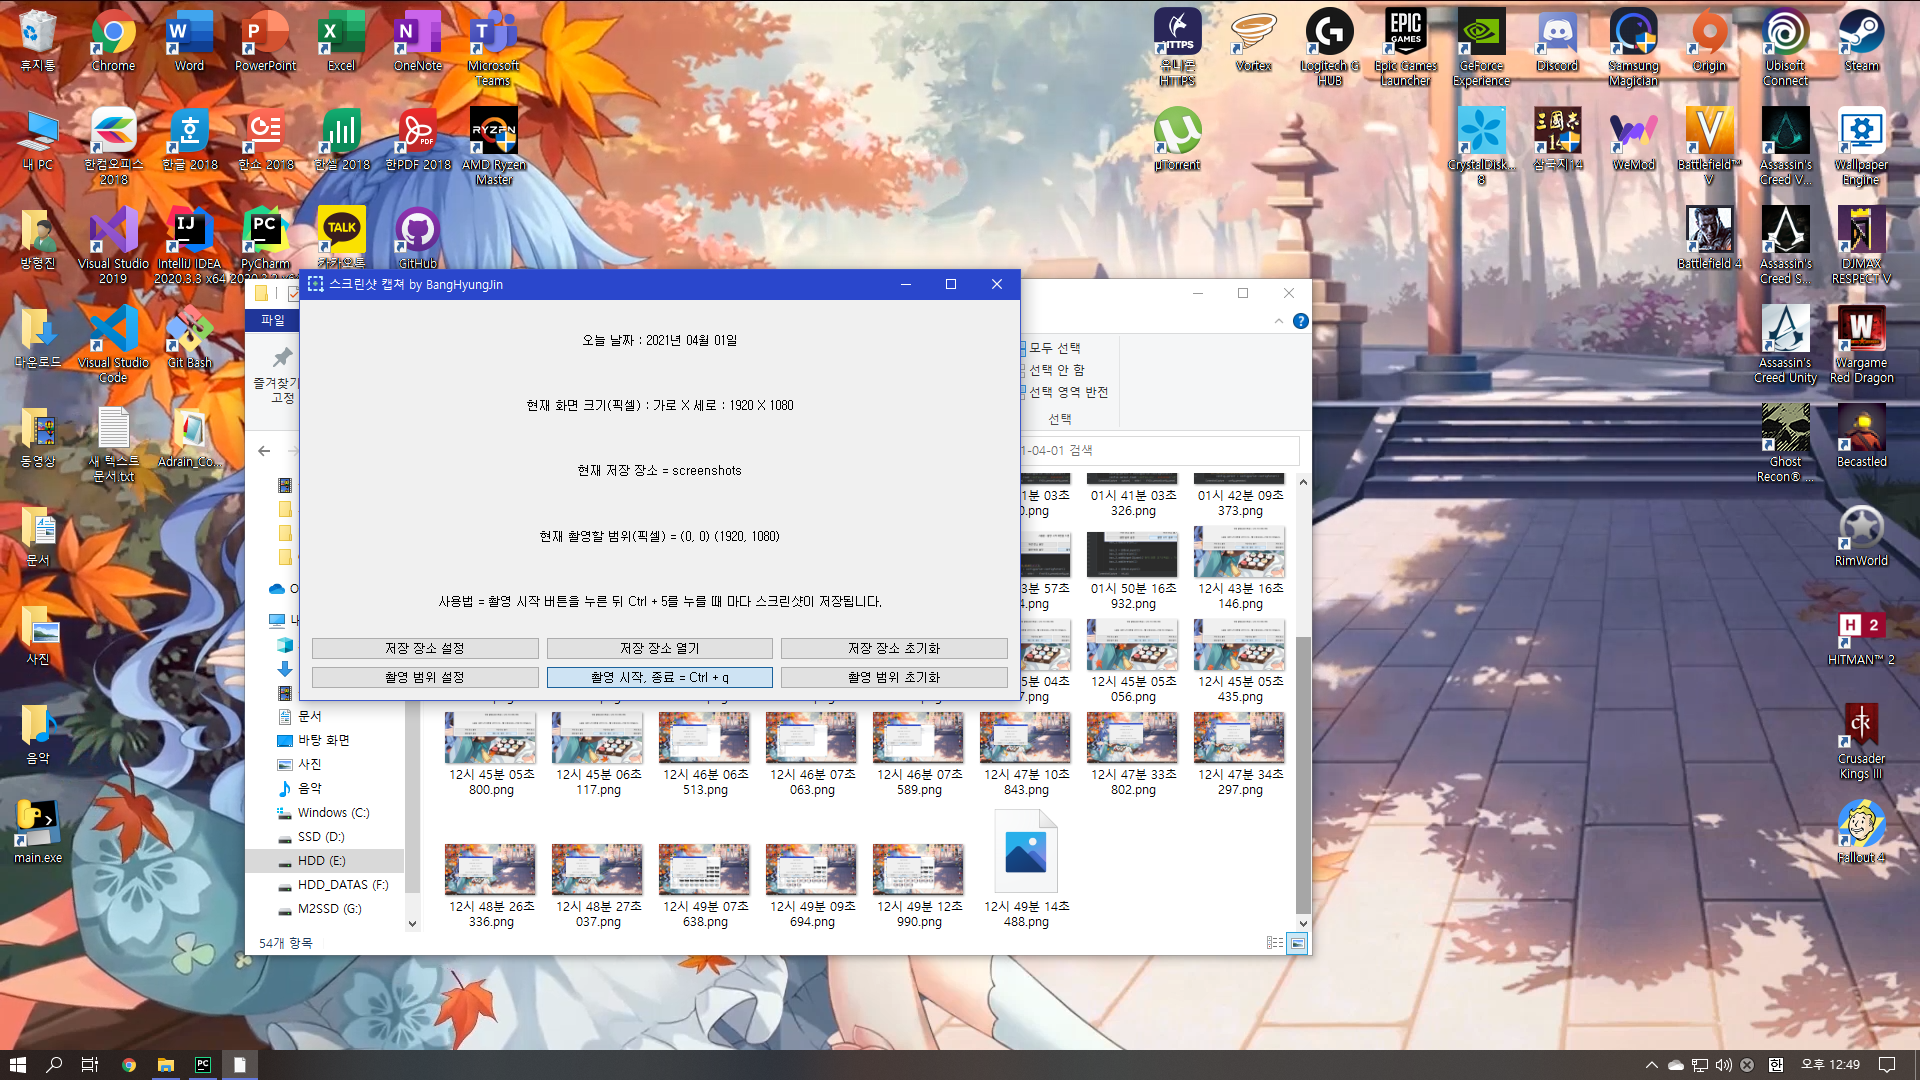 휴지통
Chrome
Word
PowerPoint
Excel
OneNote
Microsoft
Teams
유니콘
HTTPS
Vortex
Logitech G
HUB
Epic Games
Launcher
GeForce
Experience
Discord
Samsung
Magician
Origin
Ubisoft
Connect
Steam
내 PC
한컴오피스
2018
한글 2018
한쇼 2018
한셀 2018
한PDF 2018
AMD Ryzen
Master
µTorrent
CrystalDisk...
8
삼국지14
WeMod
Battlefield™
V
Assassin's
Creed V...
Wallpaper
Engine
방형진
Visual Studio
2019
IntelliJ IDEA
2020.3.3 x64
PyCharm
카카오톡
GitHub
Battlefield 4
Assassin's
Creed S...
DJMAX
RESPECT V
다운로드
Visual Studio
Code
Git Bash
Assassin's
Creed Unity
Wargame
Red Dragon
동영상
새 텍스트
문서.txt
Adrain_Co...
Ghost
Recon® ...
Becastled
문서
RimWorld
사진
HITMAN™ 2
음악
Crusader
Kings III
main.exe
Fallout 4
스크린샷 캡쳐 by BangHyungJin
오늘 날짜 : 2021년 04월 01일
현재 화면 크기(픽셀) : 가로 X 세로 : 1920 X 1080
현재 저장 장소 = screenshots
현재 촬영할 범위(픽셀) = (0, 0) (1920, 1080)
사용법 = 촬영 시작 버튼을 누른 뒤 Ctrl + 5를 누를 때 마다 스크린샷이 저장됩니다.
저장 장소 설정
저장 장소 열기
저장 장소 초기화
촬영 범위 설정
촬영 시작, 종료 = Ctrl + q
촬영 범위 초기화
파일
즐겨찾기
고정
모두 선택
선택 안 함
선택 영역 반전
선택
1-04-01 검색
01시 41분 03초
326.png
01시 42분 09초
373.png
01시 50분 16초
932.png
12시 43분 16초
146.png
12시 45분 05초
056.png
12시 45분 05초
435.png
문서
바탕 화면
사진
음악
Windows (C:)
SSD (D:)
HDD (E:)
HDD_DATAS (F:)
M2SSD (G:)
12시 45분 05초
800.png
12시 45분 06초
117.png
12시 46분 06초
513.png
12시 46분 07초
063.png
12시 46분 07초
589.png
12시 47분 10초
843.png
12시 47분 33초
802.png
12시 47분 34초
297.png
12시 48분 26초
336.png
12시 48분 27초
037.png
12시 49분 07초
638.png
12시 49분 09초
694.png
12시 49분 12초
990.png
12시 49분 14초
488.png
54개 항목
한
오후 12:49